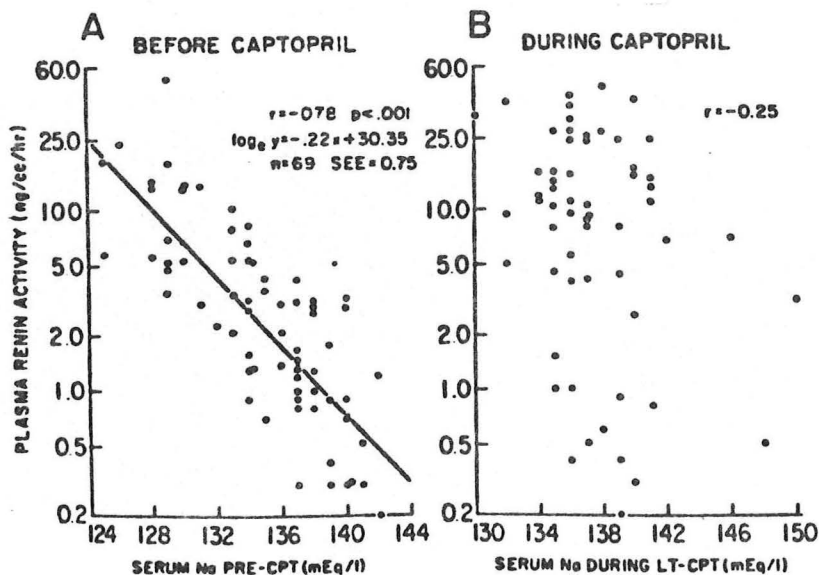 A BEFORE CAPTOPRIL
r=-078 p<.001
logₑ y=-.22x+30.35
n=69 SEE=0.75
PLASMA RENIN ACTIVITY (ng/cc/hr)
60.0
25.0
100
5.0
2.0
1.0
0.5
0.2
124 128 132 136 140 144
SERUM Na PRE-CPT (mEq/l)
B DURING CAPTOPRIL
r=-0.25
600
25.0
10.0
5.0
2.0
1.0
0.5
0.2
130 134 138 142 146 150
SERUM Na DURING LT-CPT (mEq/l)